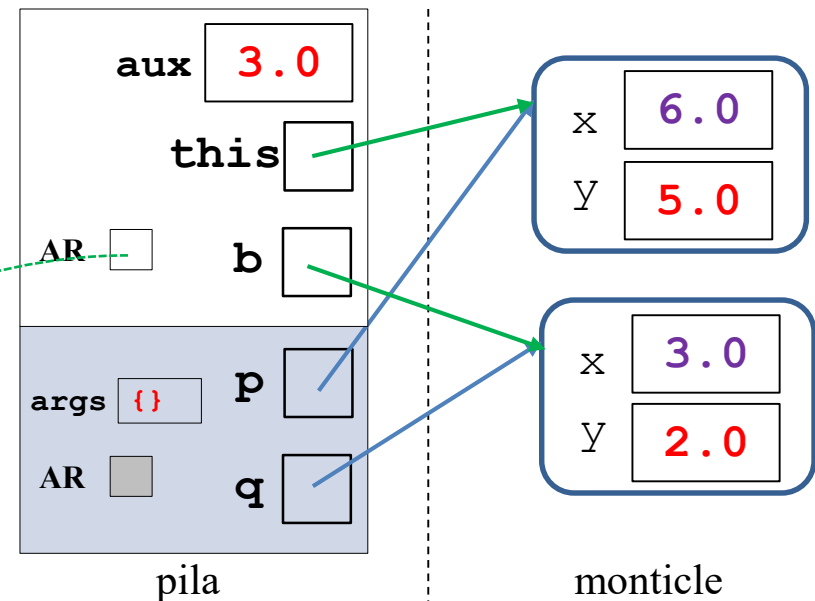 aux 3.0
this
AR b
args {} p
AR q
pila
x 6.0
y 5.0
x 3.0
y 2.0
monticle